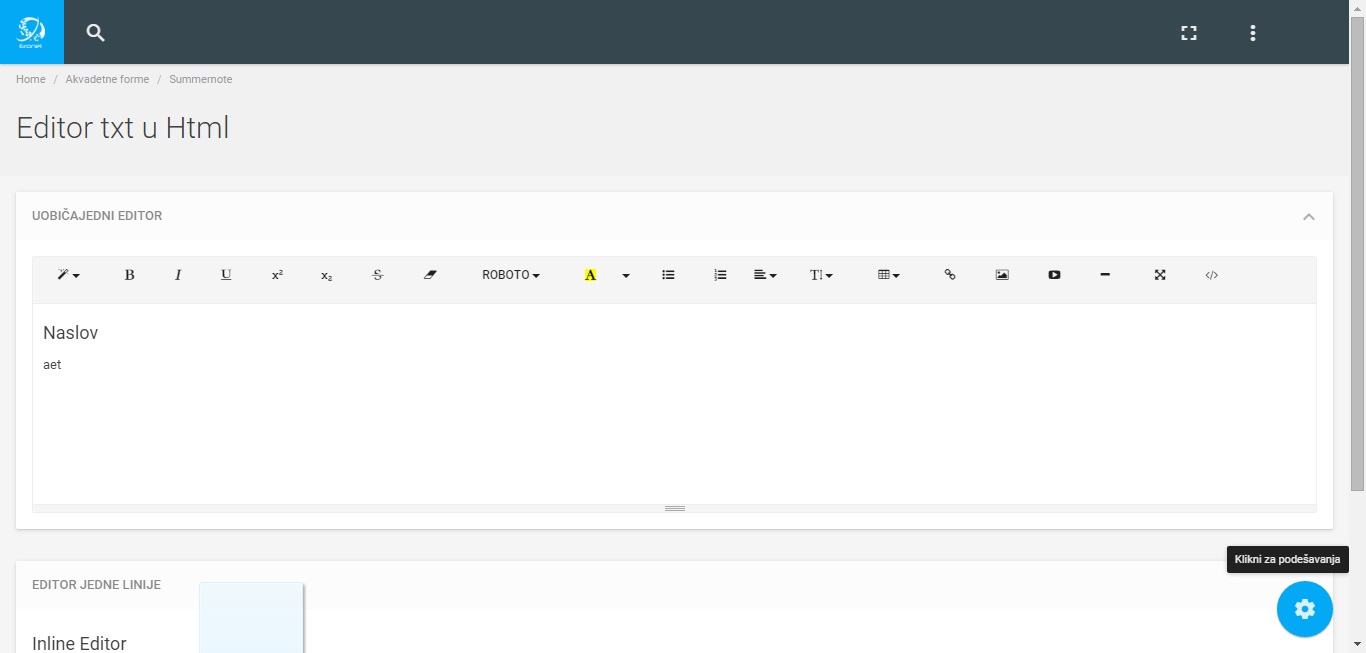 Home / Akvadetne forme / Summernote
Editor txt u Html
UOBIČAJEDNI EDITOR
B I U x² x₂ S ROBOTO A T </>
Naslov
aet
Klikni za podešavanja
EDITOR JEDNE LINIJE
Inline Editor